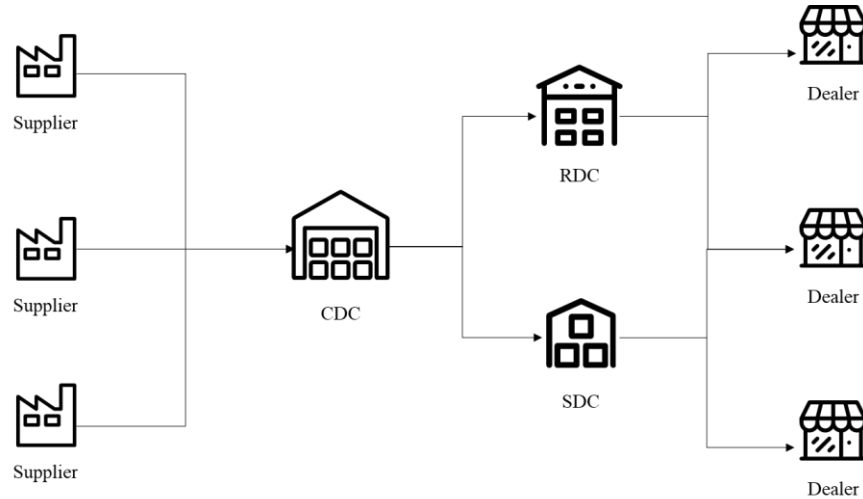 Supplier
Supplier
Supplier
CDC
RDC
SDC
Dealer
Dealer
Dealer